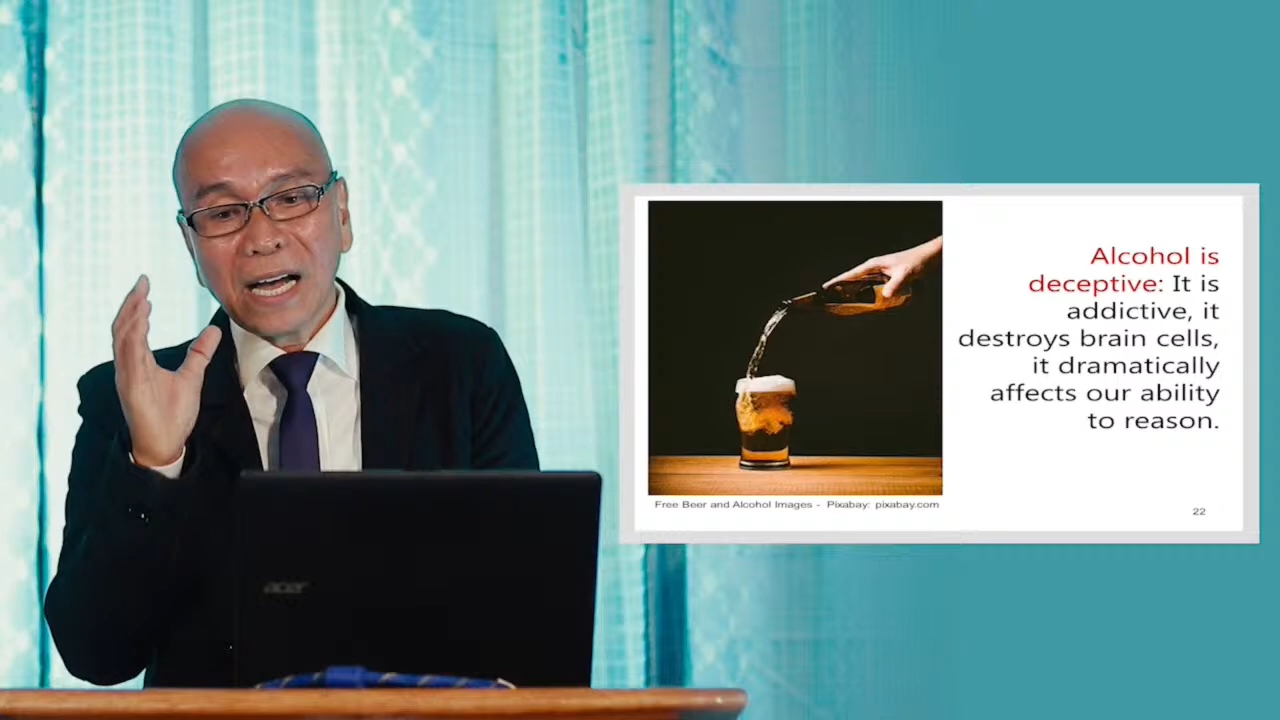 Alcohol is
deceptive: It is
addictive, it
destroys brain cells,
it dramatically
affects our ability
to reason.
Free Beer and Alcohol Images - Pixabay: pixabay.com
22
acer